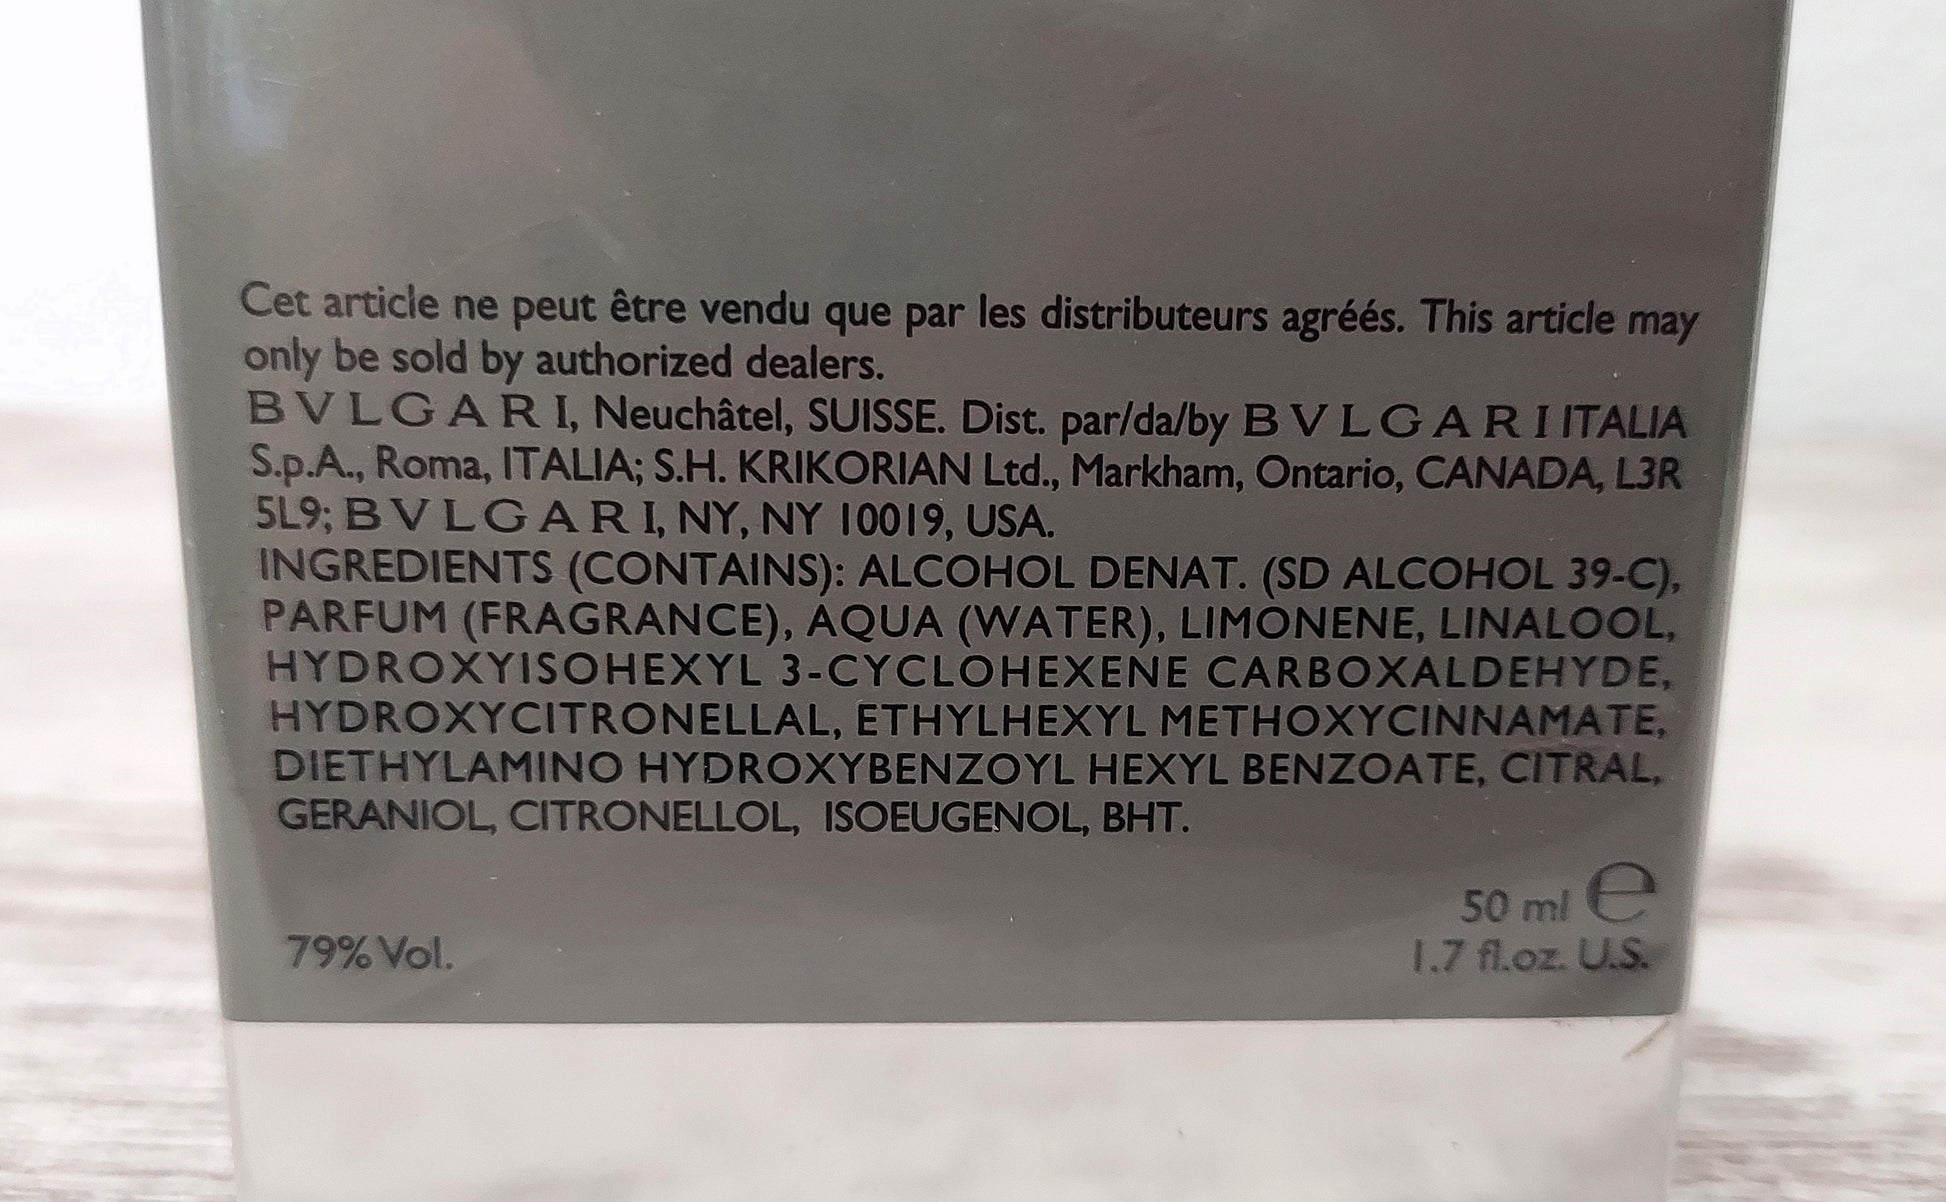 Cet article ne peut être vendu que par les distributeurs agréés. This article may
only be sold by authorized dealers.
BVLGARI, Neuchâtel, SUISSE. Dist. par/da/by BVLGARI ITALIA
S.p.A., Roma, ITALIA; S.H. KRIKORIAN Ltd., Markham, Ontario, CANADA, L3R
5L9; BVLGARI, NY, NY 10019, USA.
INGREDIENTS (CONTAINS): ALCOHOL DENAT. (SD ALCOHOL 39-C),
PARFUM (FRAGRANCE), AQUA (WATER), LIMONENE, LINALOOL,
HYDROXYISOHEXYL 3-CYCLOHEXENE CARBOXALDEHYDE,
HYDROXYCITRONELLAL, ETHYLHEXYL METHOXYCINNAMATE,
DIETHYLAMINO HYDROXYBENZOYL HEXYL BENZOATE, CITRAL,
GERANIOL, CITRONELLOL, ISOEUGENOL, BHT.
50 ml e
79% Vol.
1.7 fl.oz. U.S.